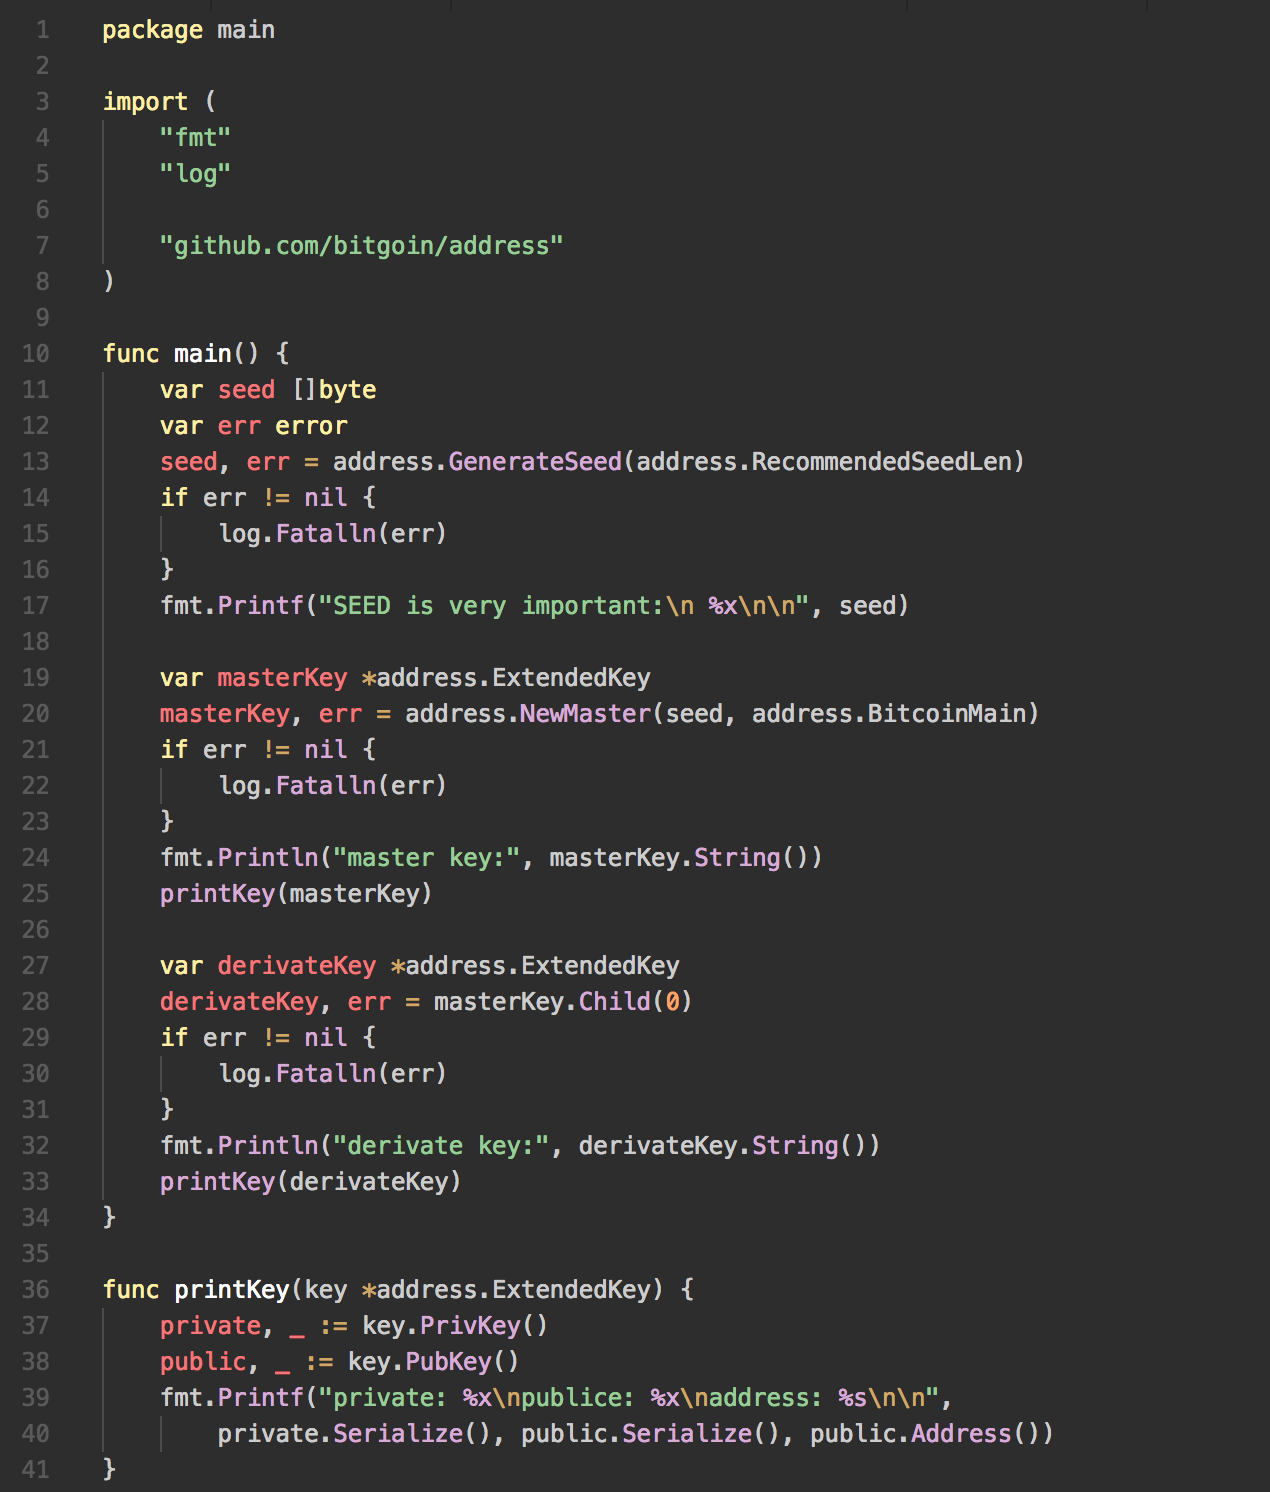 1 package main
2
3 import (
4 "fmt"
5 "log"
6
7 "github.com/bitgoin/address"
8 )
9
10 func main() {
11 var seed []byte
12 var err error
13 seed, err = address.GenerateSeed(address.RecommendedSeedLen)
14 if err != nil {
15 log.Fatalln(err)
16 }
17 fmt.Printf("SEED is very important:\n %x\n\n", seed)
18
19 var masterKey *address.ExtendedKey
20 masterKey, err = address.NewMaster(seed, address.BitcoinMain)
21 if err != nil {
22 log.Fatalln(err)
23 }
24 fmt.Println("master key:", masterKey.String())
25 printKey(masterKey)
26
27 var derivateKey *address.ExtendedKey
28 derivateKey, err = masterKey.Child(0)
29 if err != nil {
30 log.Fatalln(err)
31 }
32 fmt.Println("derivate key:", derivateKey.String())
33 printKey(derivateKey)
34 }
35
36 func printKey(key *address.ExtendedKey) {
37 private, _ := key.PrivKey()
38 public, _ := key.PubKey()
39 fmt.Printf("private: %x\npublice: %x\naddress: %s\n\n",
40 private.Serialize(), public.Serialize(), public.Address())
41 }